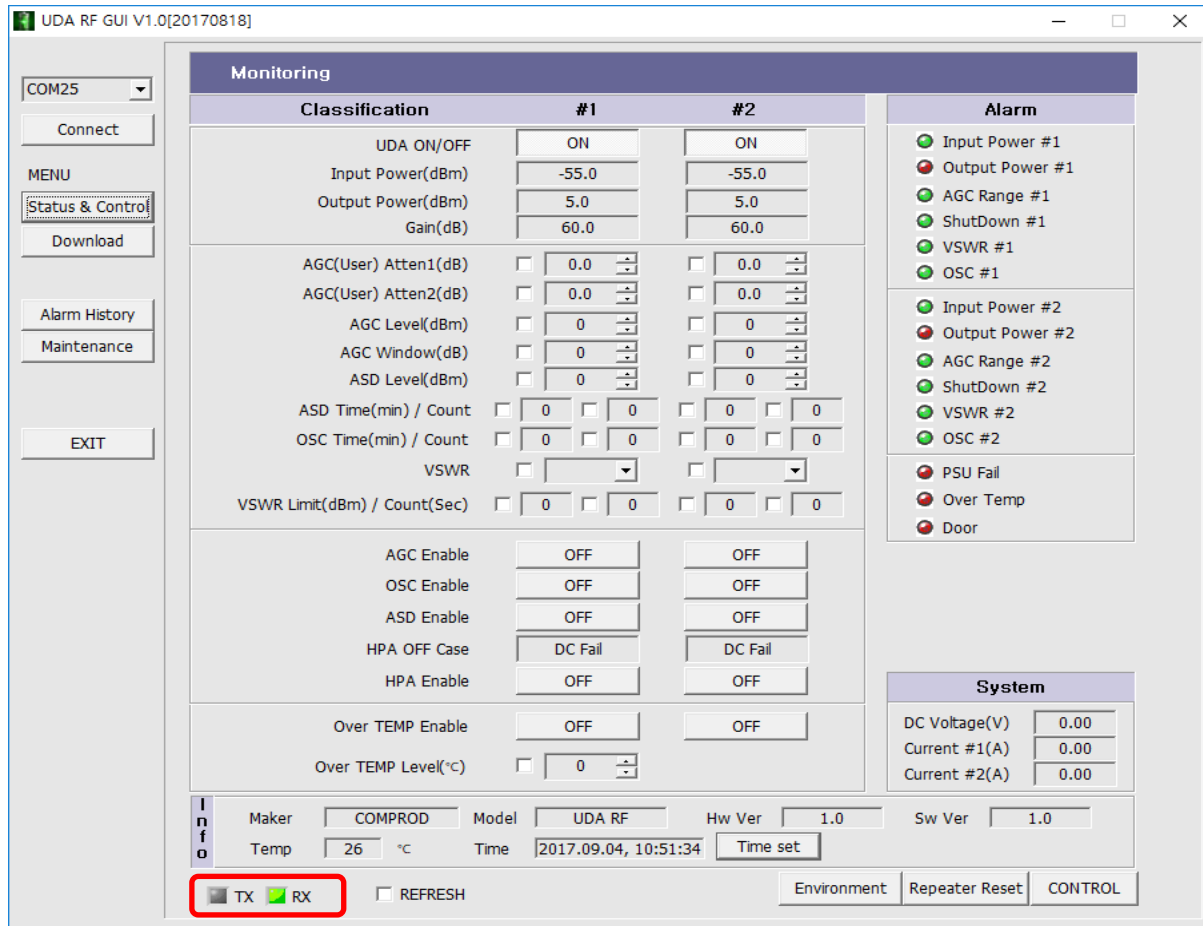 UDA RF GUI V1.0[20170818]
COM25
Connect
MENU
Status & Control
Download
Alarm History
Maintenance
EXIT
Monitoring
Classification #1 #2
UDA ON/OFF ON ON
Input Power(dBm) -55.0 -55.0
Output Power(dBm) 5.0 5.0
Gain(dB) 60.0 60.0
AGC(User) Atten1(dB) 0.0 0.0
AGC(User) Atten2(dB) 0.0 0.0
AGC Level(dBm) 0 0
AGC Window(dB) 0 0
ASD Level(dBm) 0 0
ASD Time(min) / Count 0 0 0 0
OSC Time(min) / Count 0 0 0 0
VSWR
VSWR Limit(dBm) / Count(Sec) 0 0 0 0
AGC Enable OFF OFF
OSC Enable OFF OFF
ASD Enable OFF OFF
HPA OFF Case DC Fail DC Fail
HPA Enable OFF OFF
Over TEMP Enable OFF OFF
Over TEMP Level(℃) 0
Alarm
Input Power #1
Output Power #1
AGC Range #1
ShutDown #1
VSWR #1
OSC #1
Input Power #2
Output Power #2
AGC Range #2
ShutDown #2
VSWR #2
OSC #2
PSU Fail
Over Temp
Door
System
DC Voltage(V) 0.00
Current #1(A) 0.00
Current #2(A) 0.00
Info
Maker COMPROD Model UDA RF Hw Ver 1.0 Sw Ver 1.0
Temp 26 ℃ Time 2017.09.04, 10:51:34 Time set
TX RX REFRESH Environment Repeater Reset CONTROL